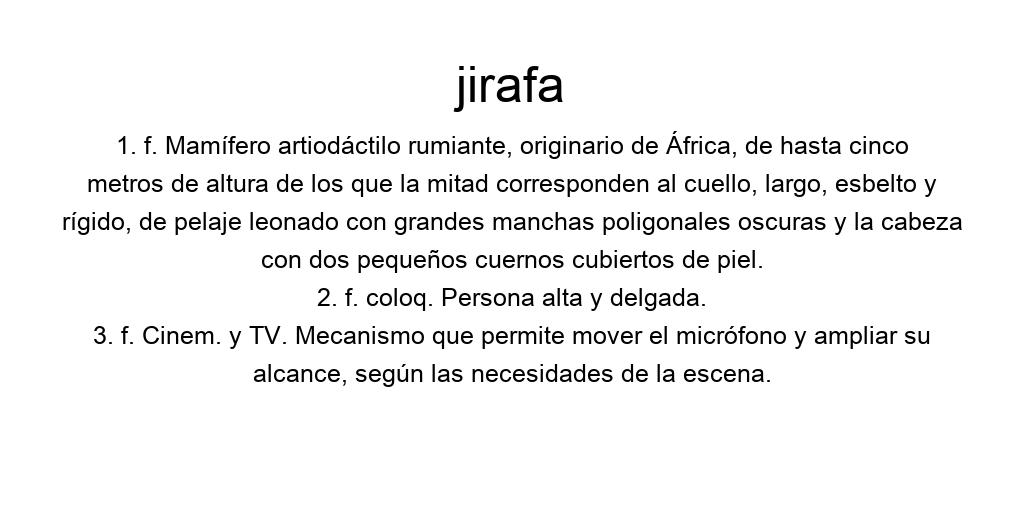 jirafa
1. f. Mamífero artiodáctilo rumiante, originario de África, de hasta cinco
metros de altura de los que la mitad corresponden al cuello, largo, esbelto y
rígido, de pelaje leonado con grandes manchas poligonales oscuras y la cabeza
con dos pequeños cuernos cubiertos de piel.
2. f. coloq. Persona alta y delgada.
3. f. Cinem. y TV. Mecanismo que permite mover el micrófono y ampliar su
alcance, según las necesidades de la escena.